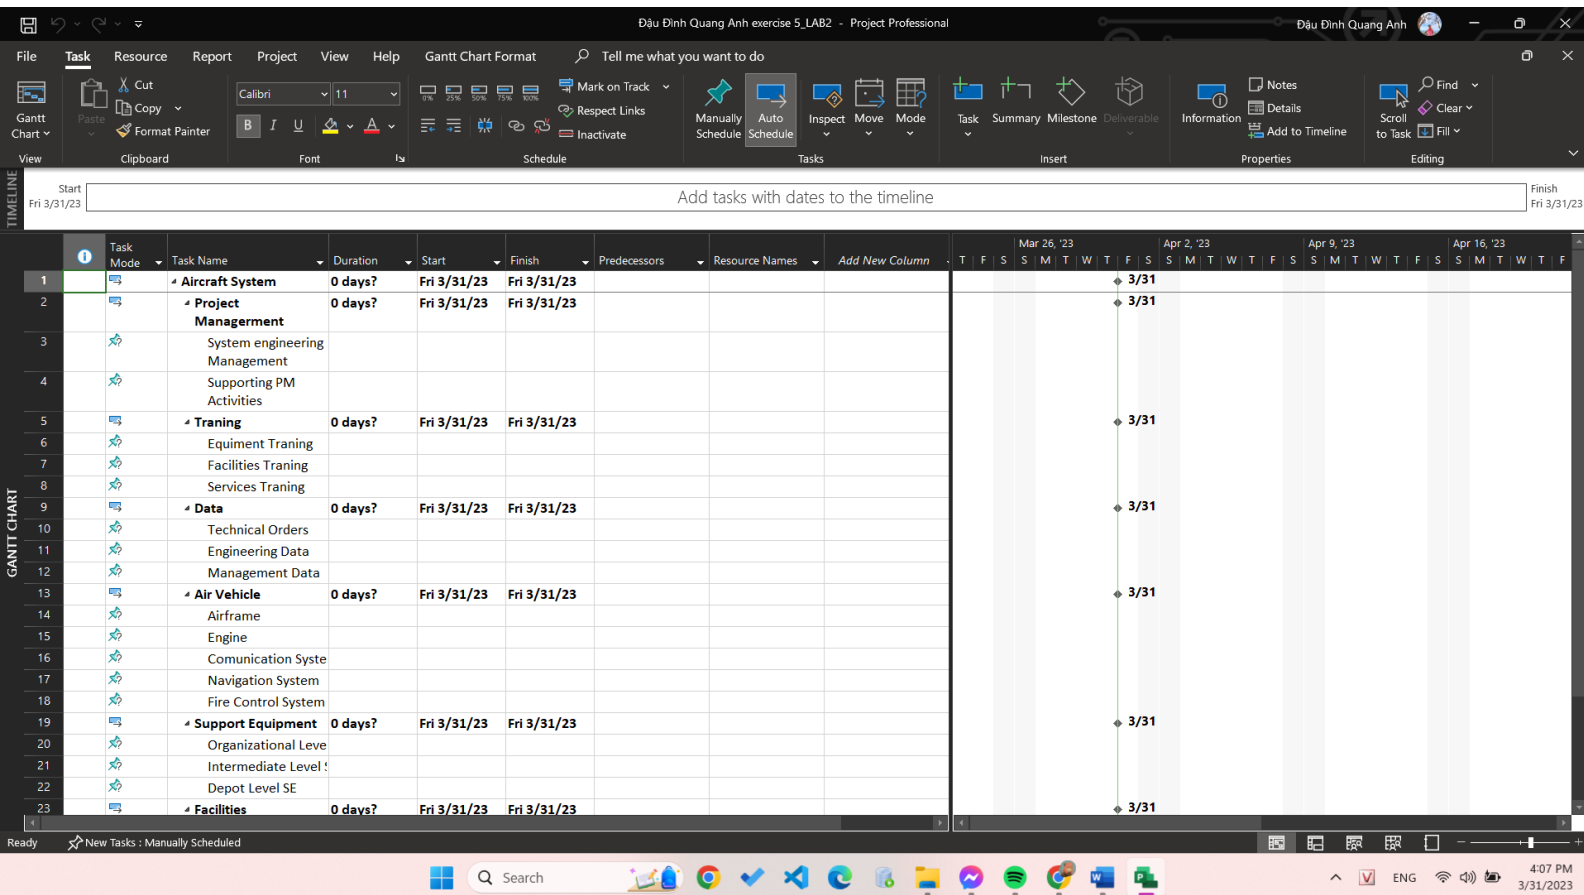 Đậu Đình Quang Anh exercise 5_LAB2 - Project Professional
Đậu Đình Quang Anh
File Task Resource Report Project View Help Gantt Chart Format Tell me what you want to do
Gantt Chart
View
Paste
Cut
Copy
Format Painter
Clipboard
Calibri 11
B I U A
Font
0% 25% 50% 75% 100%
Mark on Track
Respect Links
Inactivate
Schedule
Manually Schedule
Auto Schedule
Inspect
Move
Mode
Tasks
Task
Summary
Milestone
Deliverable
Insert
Information
Notes
Details
Add to Timeline
Properties
Scroll to Task
Find
Clear
Fill
Editing
TIMELINE
Start
Fri 3/31/23
Add tasks with dates to the timeline
Finish
Fri 3/31/23
GANTT CHART
Task Mode Task Name Duration Start Finish Predecessors Resource Names Add New Column
Mar 26, '23 Apr 2, '23 Apr 9, '23 Apr 16, '23
T F S S M T W T F S S M T W T F S S M T W T F S S M T W T F
1 Aircraft System 0 days? Fri 3/31/23 Fri 3/31/23 3/31
2 Project Managerment 0 days? Fri 3/31/23 Fri 3/31/23 3/31
3 System engineering Management
4 Supporting PM Activities
5 Traning 0 days? Fri 3/31/23 Fri 3/31/23 3/31
6 Equiment Traning
7 Facilities Traning
8 Services Traning
9 Data 0 days? Fri 3/31/23 Fri 3/31/23 3/31
10 Technical Orders
11 Engineering Data
12 Management Data
13 Air Vehicle 0 days? Fri 3/31/23 Fri 3/31/23 3/31
14 Airframe
15 Engine
16 Comunication Syste
17 Navigation System
18 Fire Control System
19 Support Equipment 0 days? Fri 3/31/23 Fri 3/31/23 3/31
20 Organizational Leve
21 Intermediate Level
22 Depot Level SE
23 Facilities 0 days? Fri 3/31/23 Fri 3/31/23 3/31
Ready New Tasks : Manually Scheduled
Search
ENG
4:07 PM
3/31/2023